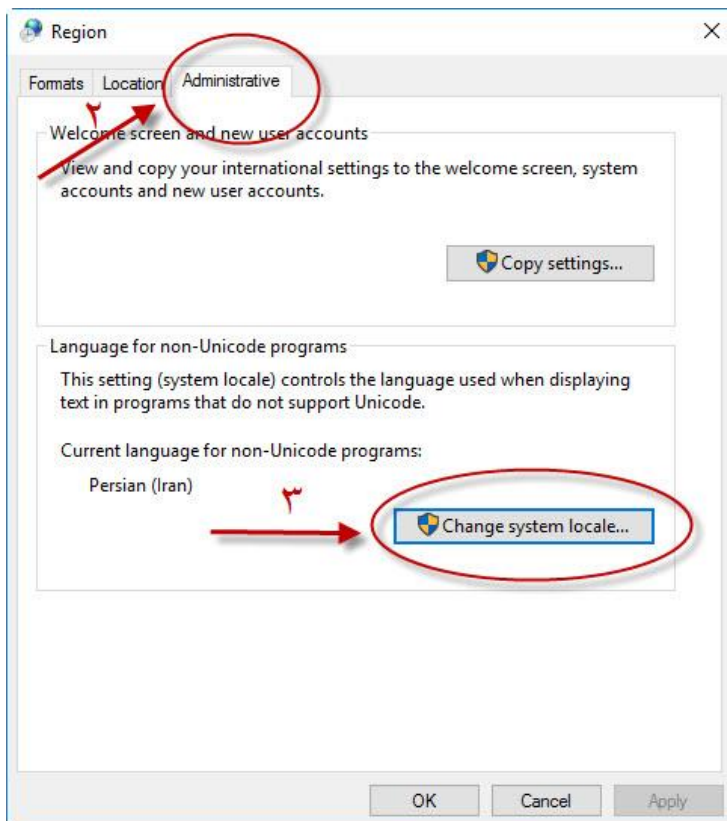 Region
Formats Location Administrative
۲
Welcome screen and new user accounts
View and copy your international settings to the welcome screen, system
accounts and new user accounts.
Copy settings...
Language for non-Unicode programs
This setting (system locale) controls the language used when displaying
text in programs that do not support Unicode.
Current language for non-Unicode programs:
Persian (Iran)
۳
Change system locale...
OK Cancel Apply